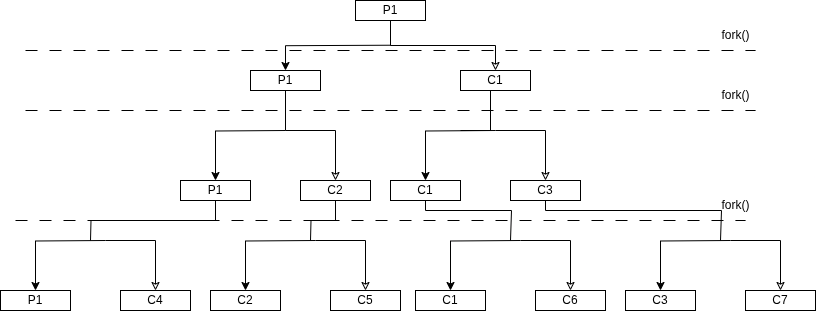 P1
fork()
P1 C1
fork()
P1 C2 C1 C3
fork()
P1 C4 C2 C5 C1 C6 C3 C7